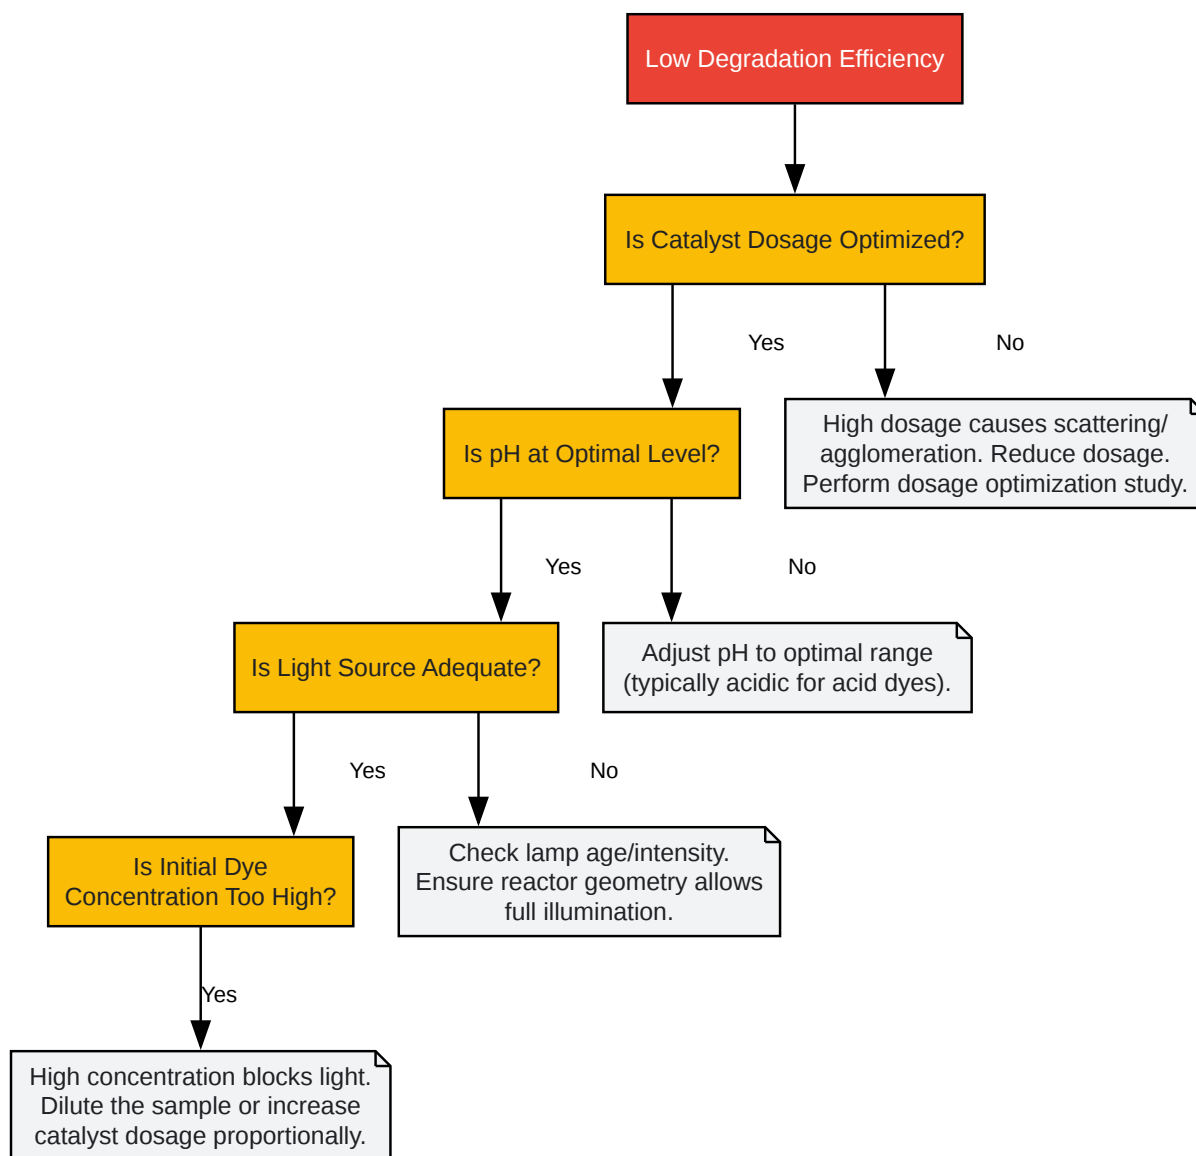 Low Degradation Efficiency
Is Catalyst Dosage Optimized?
Yes
No
Is pH at Optimal Level?
High dosage causes scattering/
agglomeration. Reduce dosage.
Perform dosage optimization study.
Yes
No
Is Light Source Adequate?
Adjust pH to optimal range
(typically acidic for acid dyes).
Yes
No
Is Initial Dye
Concentration Too High?
Check lamp age/intensity.
Ensure reactor geometry allows
full illumination.
Yes
High concentration blocks light.
Dilute the sample or increase
catalyst dosage proportionally.